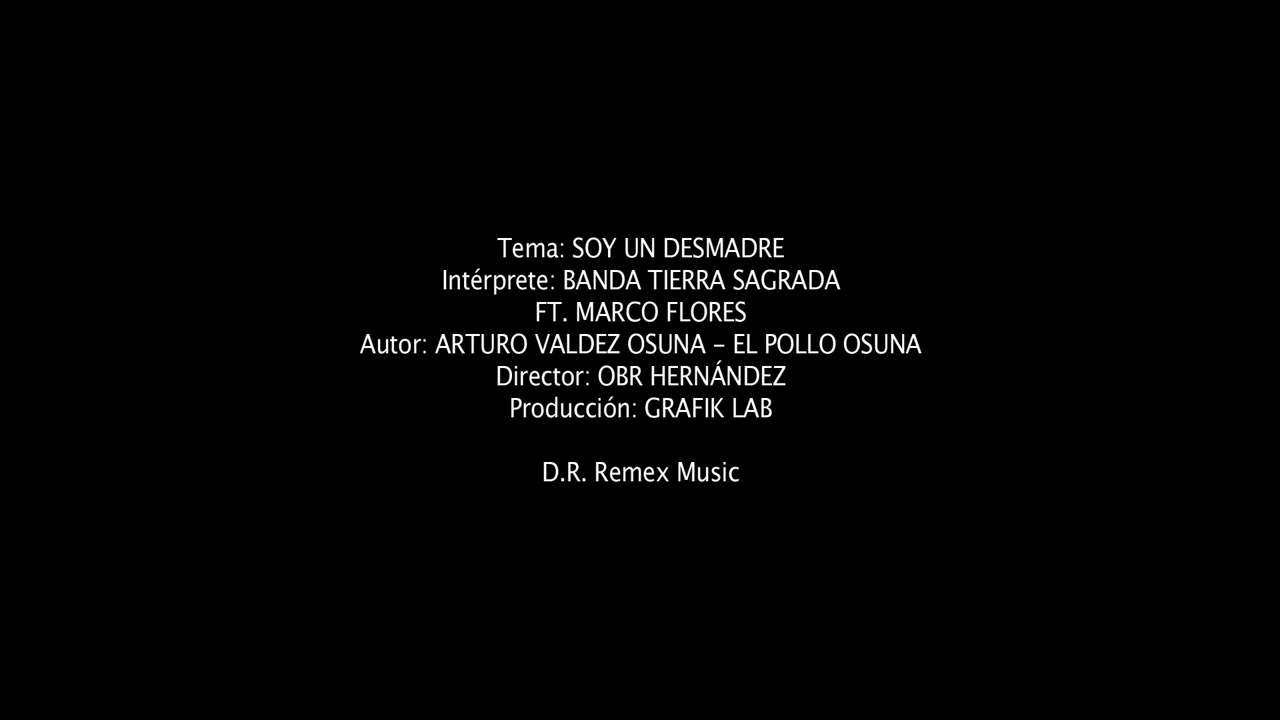 Tema: SOY UN DESMADRE
Intérprete: BANDA TIERRA SAGRADA
FT. MARCO FLORES
Autor: ARTURO VALDEZ OSUNA – EL POLLO OSUNA
Director: OBR HERNÁNDEZ
Producción: GRAFIK LAB
D.R. Remex Music